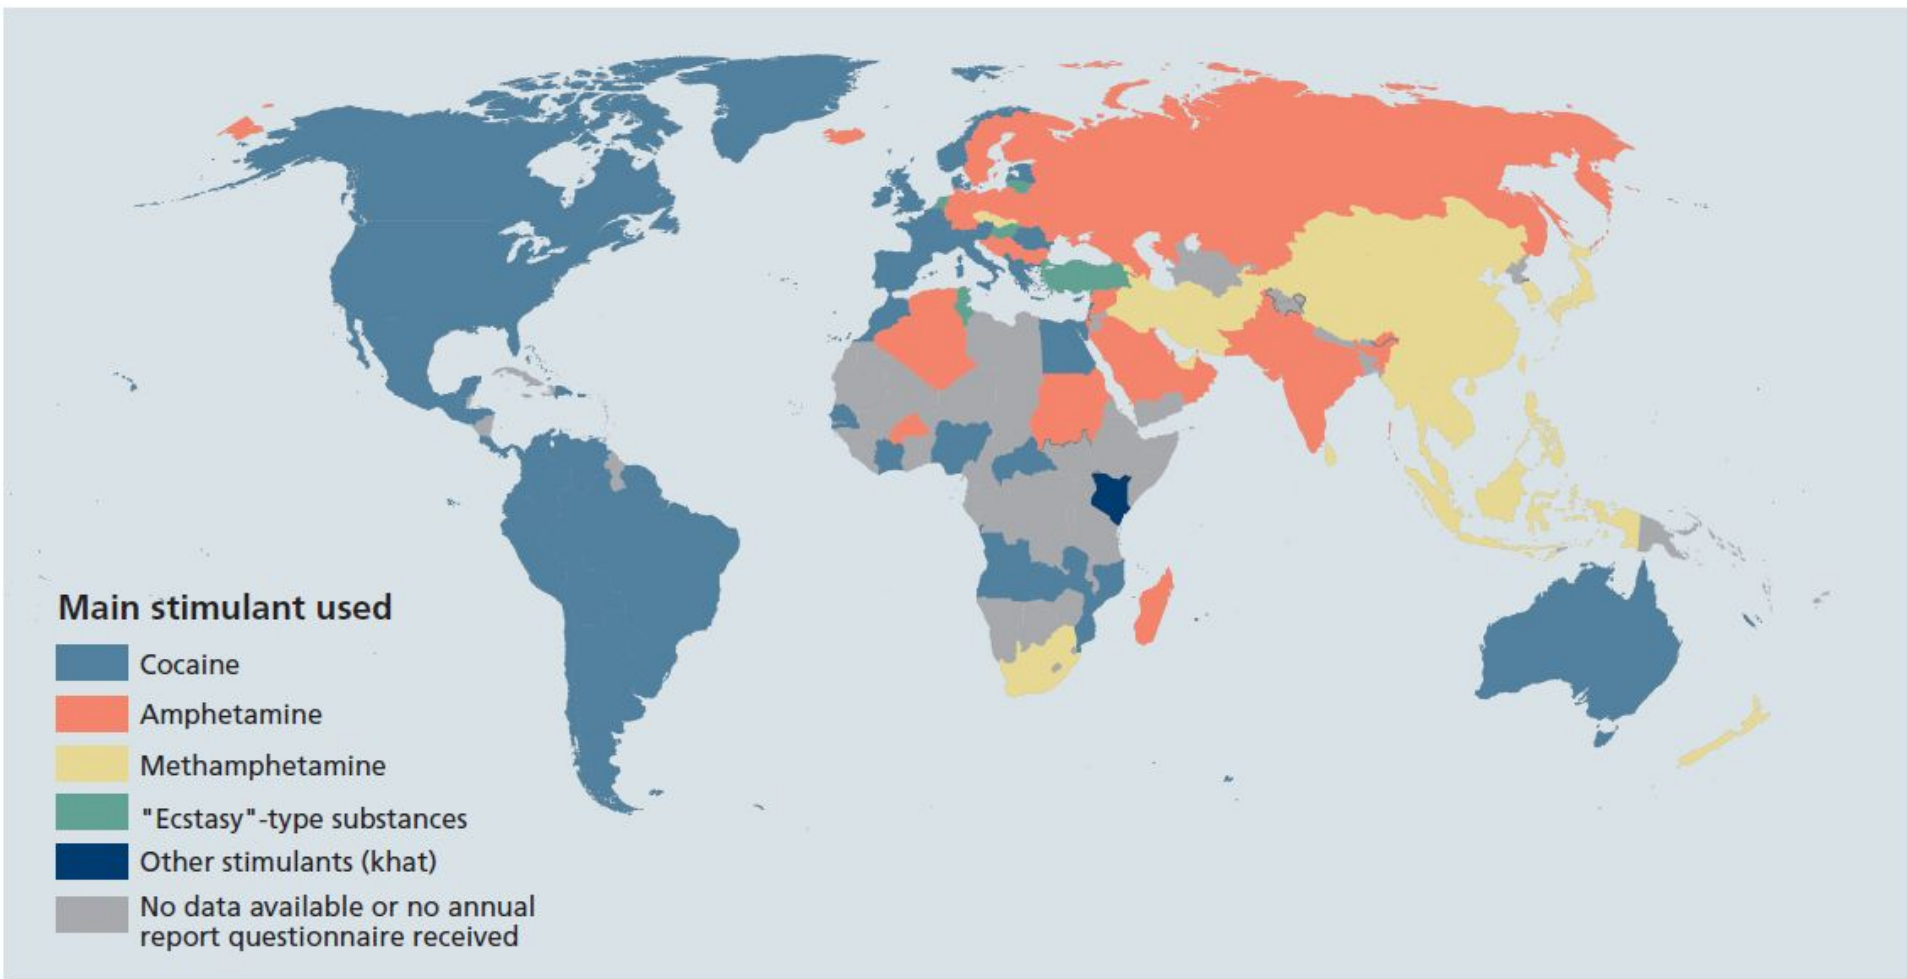 Main stimulant used
Cocaine
Amphetamine
Methamphetamine
"Ecstasy"-type substances
Other stimulants (khat)
No data available or no annual
report questionnaire received